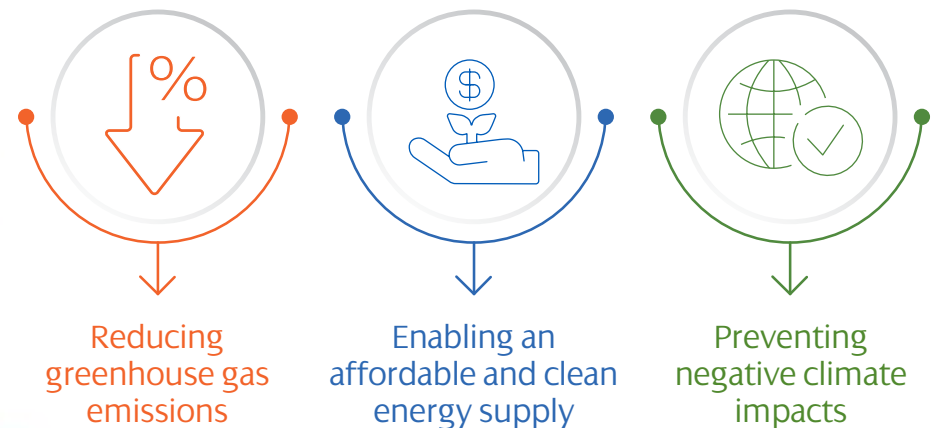 %
$
Reducing
greenhouse gas
emissions
Enabling an
affordable and clean
energy supply
Preventing
negative climate
impacts